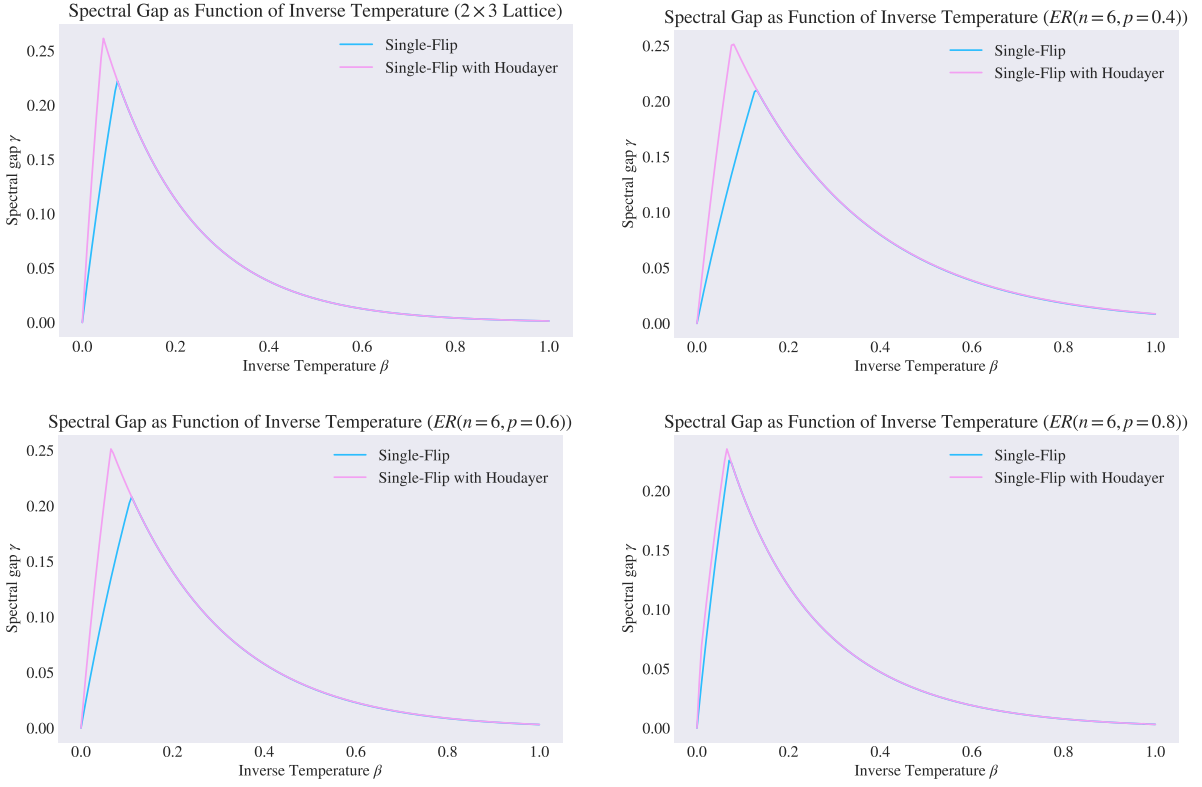 Spectral Gap as Function of Inverse Temperature (2 × 3 Lattice)
Single-Flip
Single-Flip with Houdayer
Spectral gap γ
0.25
0.20
0.15
0.10
0.05
0.00
0.0 0.2 0.4 0.6 0.8 1.0
Inverse Temperature β
Spectral Gap as Function of Inverse Temperature (ER(n = 6, p = 0.4))
Single-Flip
Single-Flip with Houdayer
Spectral gap γ
0.25
0.20
0.15
0.10
0.05
0.00
0.0 0.2 0.4 0.6 0.8 1.0
Inverse Temperature β
Spectral Gap as Function of Inverse Temperature (ER(n = 6, p = 0.6))
Single-Flip
Single-Flip with Houdayer
Spectral gap γ
0.25
0.20
0.15
0.10
0.05
0.00
0.0 0.2 0.4 0.6 0.8 1.0
Inverse Temperature β
Spectral Gap as Function of Inverse Temperature (ER(n = 6, p = 0.8))
Single-Flip
Single-Flip with Houdayer
Spectral gap γ
0.20
0.15
0.10
0.05
0.00
0.0 0.2 0.4 0.6 0.8 1.0
Inverse Temperature β